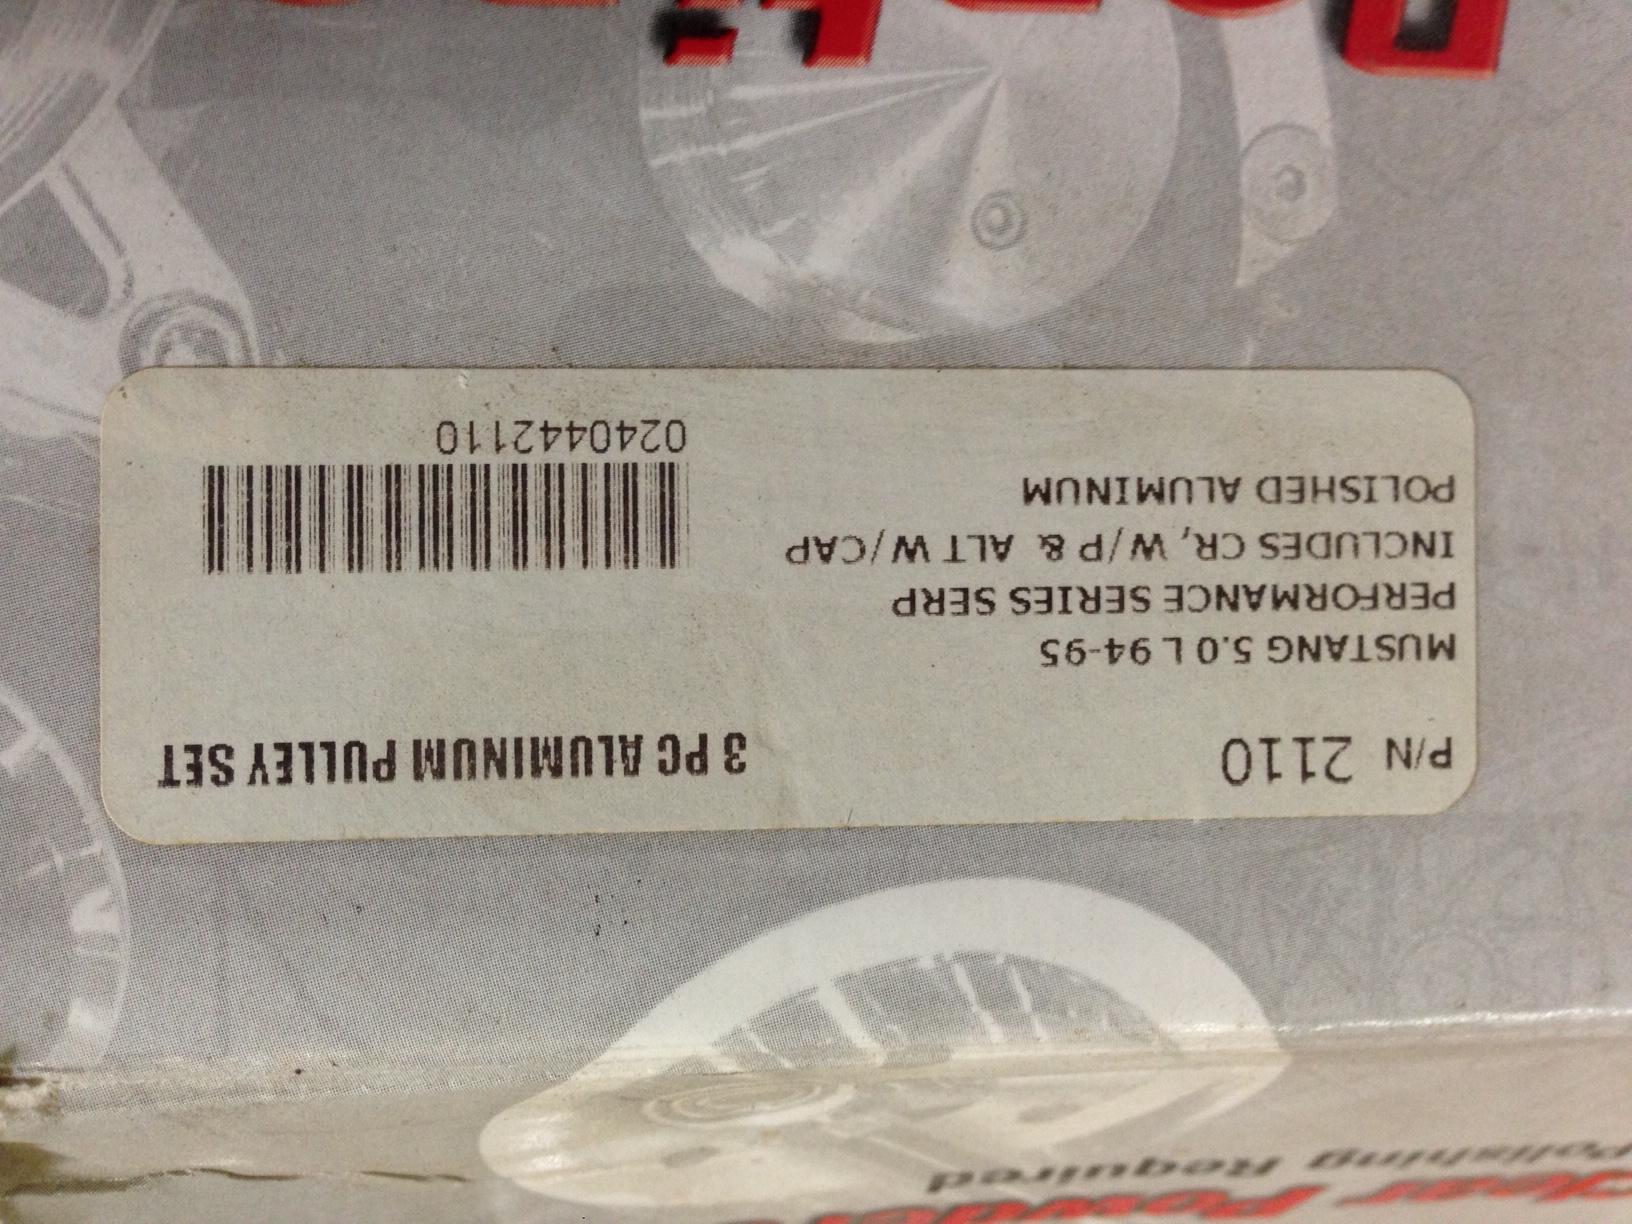 Polishing Required
P/N 2110 3 PC ALUMINUM PULLEY SET
MUSTANG 5.0 L 94-95
PERFORMANCE SERIES SERP
INCLUDES CR, W/P & ALT W/CAP
POLISHED ALUMINUM
02404421110